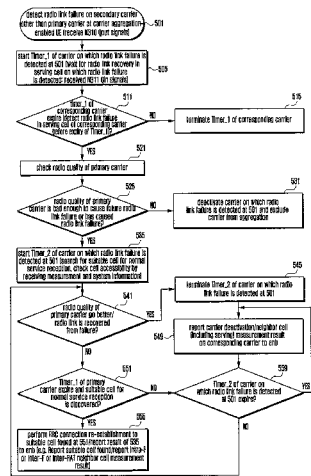 detect radio link failure on secondary carrier
other than primary carrier at carrier aggregation-
enabled UE (receive N310 [out] signals)
501
start Timer_1 of carrier on which radio link failure is
detected at 501 (wait for radio link recovery in
serving cell on which radio link failure
detected; received N311 [in] signals)
505
511
Timer_1 of
corresponding carrier
expire (detect radio link failure
in serving cell of corresponding carrier
before expiry of Timer_1)?
NO
515
terminate Timer_1 of corresponding carrier
YES
521
check radio quality of primary carrier
525
radio quality of primary
carrier is bad enough to cause failure radio
link failure or has caused
radio link failure?
NO
531
deactivate carrier on which radio
link failure is detected at 501 and exclude
carrier from aggregation
YES
535
start Timer_2 of carrier on which radio link failure is
detected at 501 (search for suitable cell for normal
service reception, check cell accessibility by
receiving measurement and system information)
545
terminate Timer_2 of carrier on which radio
link failure is detected at 501
541
radio quality of
primary carrier go better/
radio link is recovered
from failure?
YES
549
report carrier deactivation/neighbor cell
(including serving) measurement result
on corresponding carrier to enb
NO
551
Timer_1 of primary
carrier expire and suitable cell for
normal service reception is
discovered?
NO
559
Timer_2 of carrier on
which radio link failure is detected
at 501 expire?
YES
NO
YES
555
perform RRC connection re-establishment to
suitable cell found at 551/report result of 535
to enb (e.g. Report suitable cell found/report Intra-F
or Inter-F or Inter-RAT neighbor cell measurement
result)